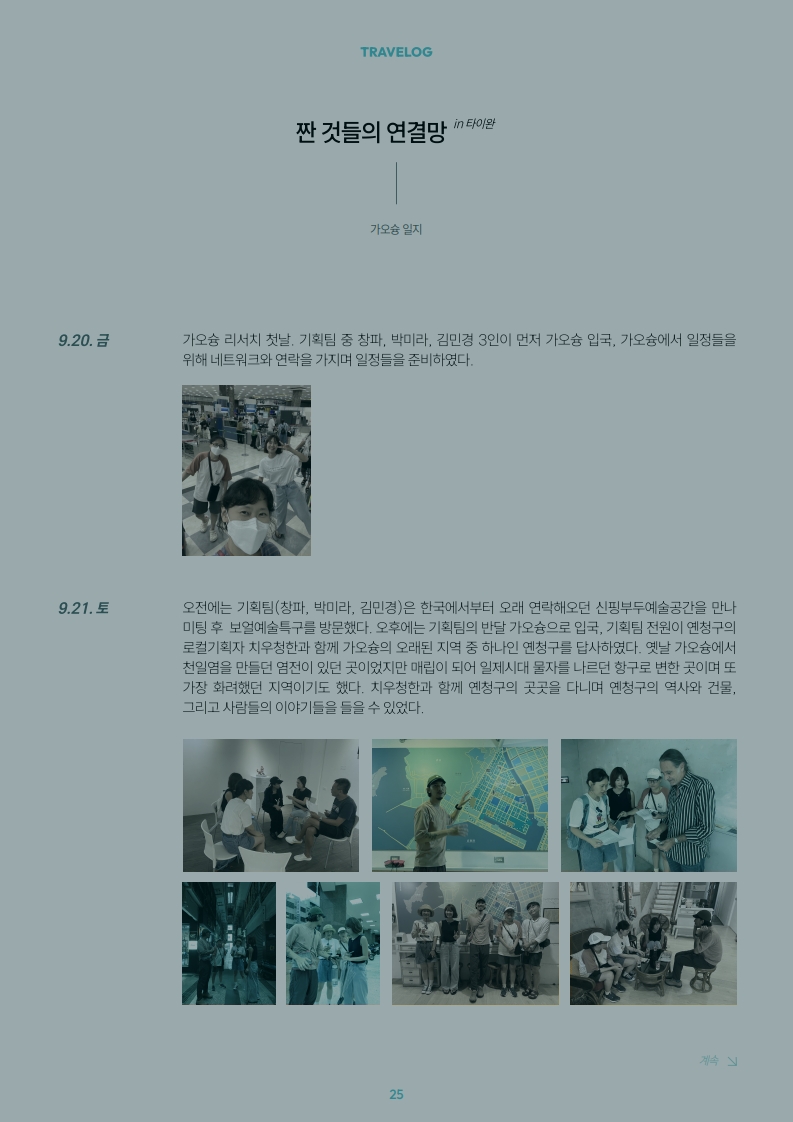 TRAVELOG
짠 것들의 연결망 in 타이완
가오슝 일지
9.20. 금
가오슝 리서치 첫날. 기획팀 중 창파, 박미라, 김민경 3인이 먼저 가오슝 입국, 가오슝에서 일정들을
위해 네트워크와 연락을 가지며 일정들을 준비하였다.
9.21. 토
오전에는 기획팀(창파, 박미라, 김민경)은 한국에서부터 오래 연락해오던 신핑부두예술공간을 만나
미팅 후 보얼예술특구를 방문했다. 오후에는 기획팀의 반달 가오슝으로 입국, 기획팀 전원이 옌청구의
로컬기획자 치우청한과 함께 가오슝의 오래된 지역 중 하나인 옌청구를 답사하였다. 옛날 가오슝에서
천일염을 만들던 염전이 있던 곳이었지만 매립이 되어 일제시대 물자를 나르던 항구로 변한 곳이며 또
가장 화려했던 지역이기도 했다. 치우청한과 함께 옌청구의 곳곳을 다니며 옌청구의 역사와 건물,
그리고 사람들의 이야기들을 들을 수 있었다.
계속
25